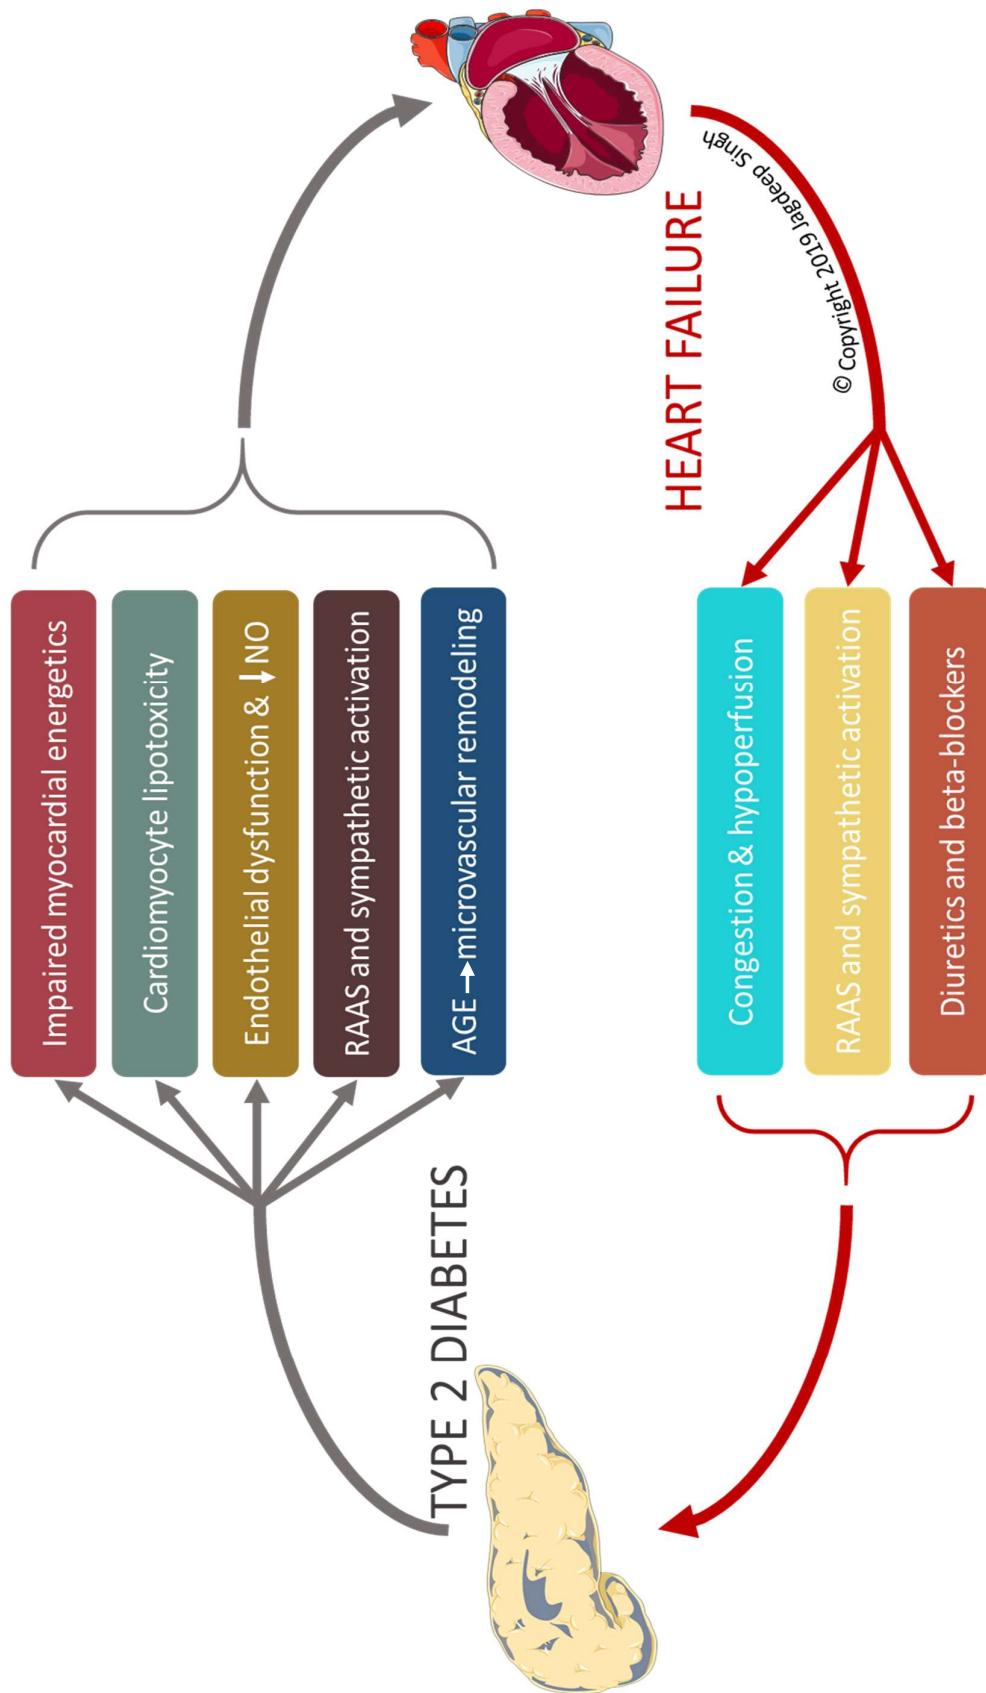 TYPE 2 DIABETES
Impaired myocardial energetics
Cardiomyocyte lipotoxicity
Endothelial dysfunction & ↓NO
RAAS and sympathetic activation
AGE→microvascular remodeling
HEART FAILURE
© Copyright 2019 Jagdeep Singh
Congestion & hypoperfusion
RAAS and sympathetic activation
Diuretics and beta-blockers